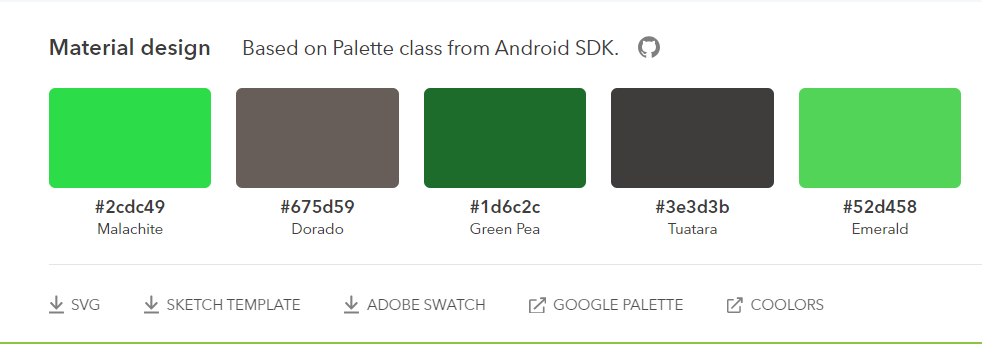 Material design Based on Palette class from Android SDK.
#2cdc49 #675d59 #1d6c2c #3e3d3b #52d458
Malachite Dorado Green Pea Tuatara Emerald
SVG SKETCH TEMPLATE ADOBE SWATCH GOOGLE PALETTE COOLORS